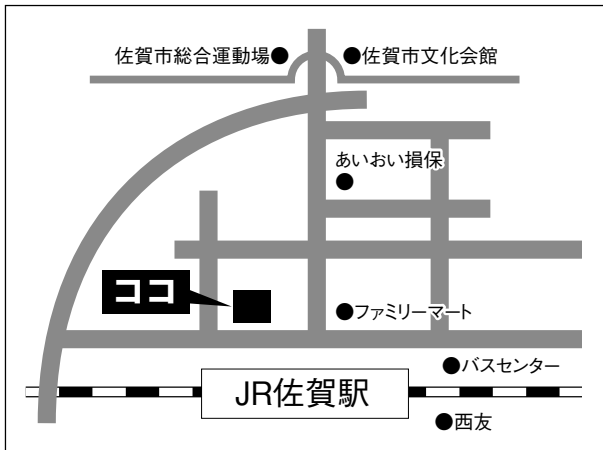 佐賀市総合運動場●
●佐賀市文化会館
あいおい損保
●
ココ
●ファミリーマート
●バスセンター
JR佐賀駅
●西友